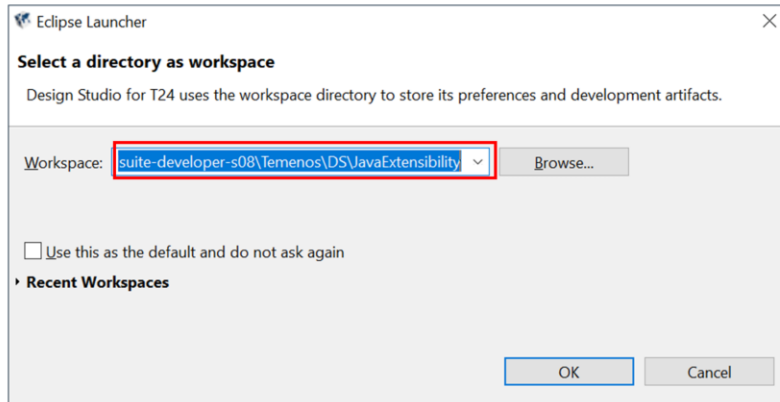 Eclipse Launcher
Select a directory as workspace
Design Studio for T24 uses the workspace directory to store its preferences and development artifacts.
Workspace: suite-developer-s08\Temenos\DS\JavaExtensibility Browse...
Use this as the default and do not ask again
Recent Workspaces
OK Cancel